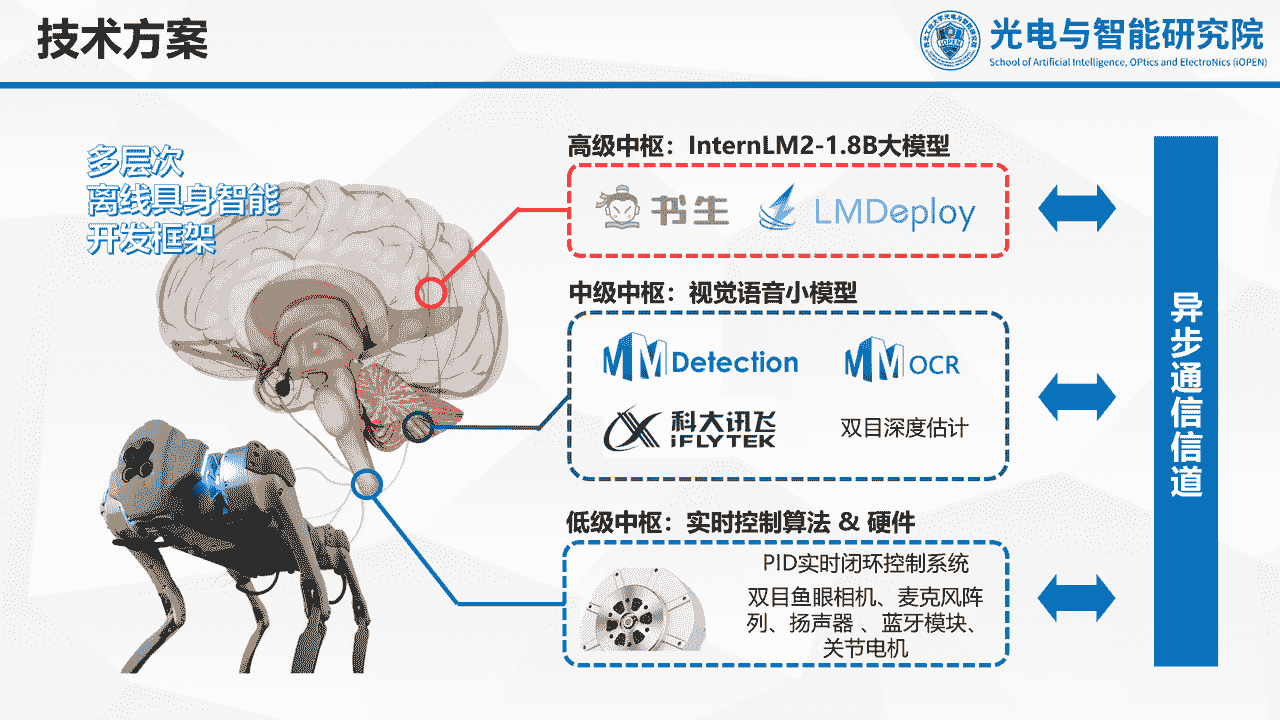 技术方案
光电与智能研究院
School of Artificial Intelligence, OPtics and ElectroNics (iOPEN)
多层次
离线具身智能
开发框架
高级中枢：InternLM2-1.8B大模型
书生
LMDeploy
中级中枢：视觉语音小模型
MMDetection
MMOCR
科大讯飞
iFLYTEK
双目深度估计
低级中枢：实时控制算法 & 硬件
PID实时闭环控制系统
双目鱼眼相机、麦克风阵
列、扬声器 、蓝牙模块、
关节电机
异步通信信道